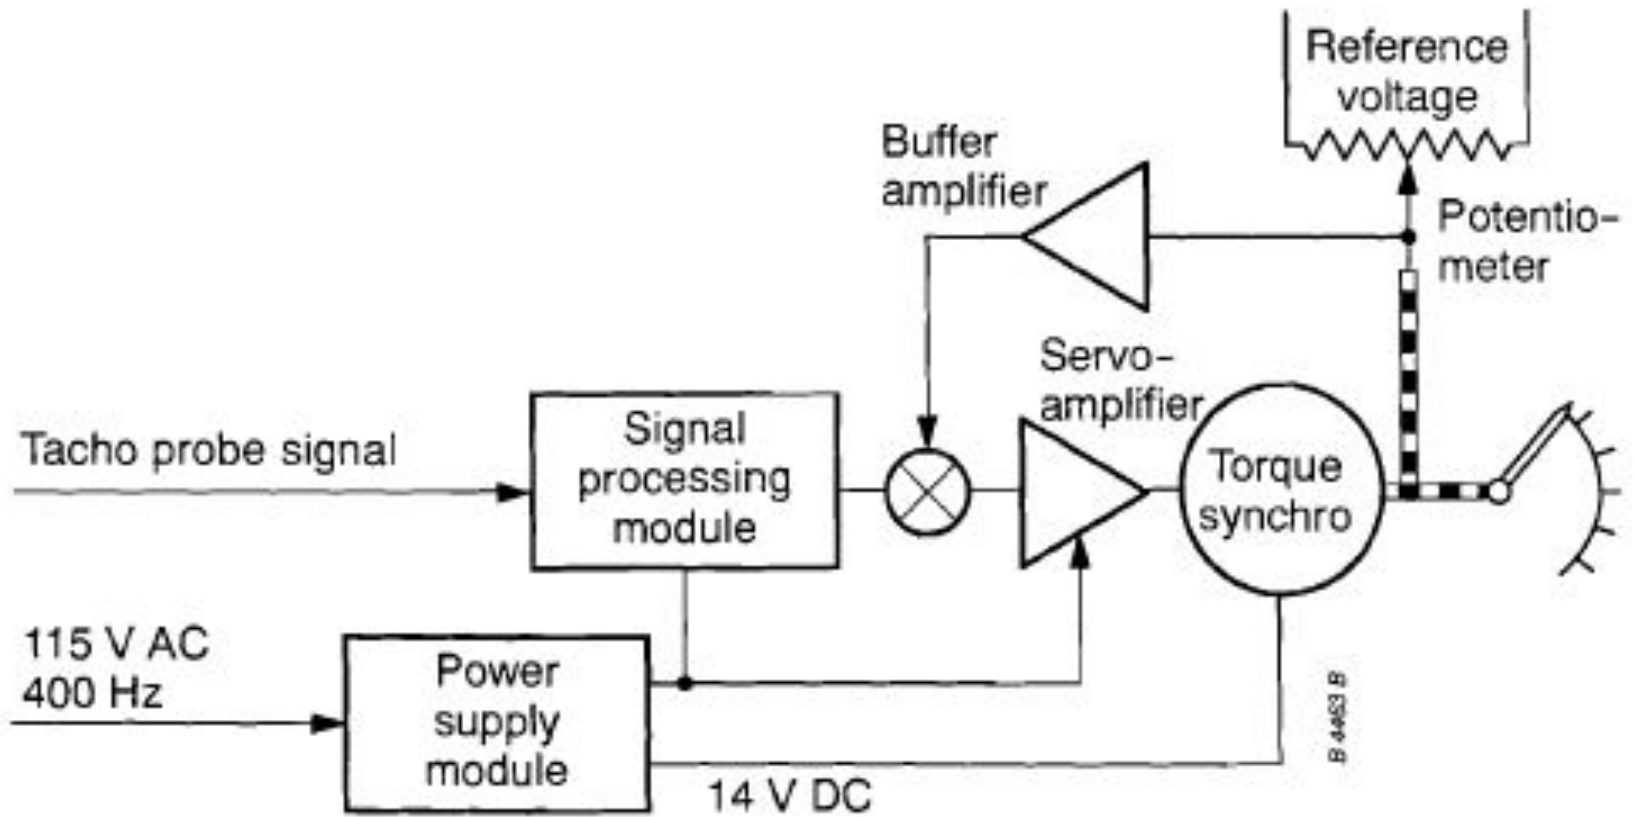 Reference
voltage
Buffer
amplifier
Potentio-
meter
Servo-
amplifier
Tacho probe signal
Signal
processing
module
Torque
synchro
115 V AC
400 Hz
Power
supply
module
14 V DC
B 4463 B